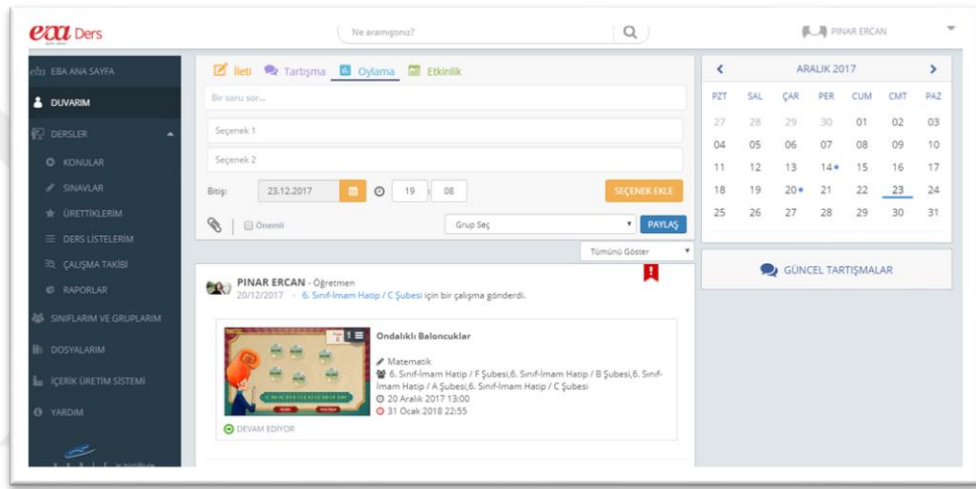 eba Ders
Ne aramıştınız?
PINAR ERCAN
EBA ANA SAYFA
DUVARIM
DERSLER
KONULAR
SINAVLAR
ÜRETTİKLERİM
DERS LİSTELERİM
ÇALIŞMA TAKİBİ
RAPORLAR
SINIFLARIM VE GRUPLARIM
DOSYALARIM
İÇERİK ÜRETİM SİSTEMİ
YARDIM
İleti Tartışma Oylama Etkinlik
Bir soru sor...
Seçenek 1
Seçenek 2
Bitiş: 23.12.2017 19 : 08 SEÇENEK EKLE
Önemli Grup Seç PAYLAŞ
Tümünü Göster
PINAR ERCAN - Öğretmen
20/12/2017 - 6. Sınıf-İmam Hatip / C Şubesi için bir çalışma gönderdi.
1
Ondalıklı Baloncuklar
Matematik
6. Sınıf-İmam Hatip / F Şubesi,6. Sınıf-İmam Hatip / B Şubesi,6. Sınıf-
İmam Hatip / A Şubesi,6. Sınıf-İmam Hatip / C Şubesi
20 Aralık 2017 13:00
31 Ocak 2018 22:55
DEVAM EDİYOR
ARALIK 2017
PZT SAL ÇAR PER CUM CMT PAZ
27 28 29 30 01 02 03
04 05 06 07 08 09 10
11 12 13 14 15 16 17
18 19 20 21 22 23 24
25 26 27 28 29 30 31
GÜNCEL TARTIŞMALAR